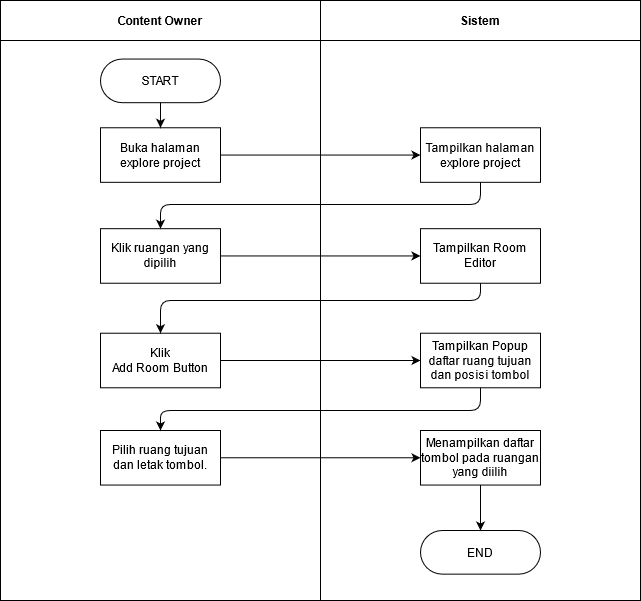 Content Owner
Sistem
START
Buka halaman
explore project
Tampilkan halaman
explore project
Klik ruangan yang
dipilih
Tampilkan Room
Editor
Klik
Add Room Button
Tampilkan Popup
daftar ruang tujuan
dan posisi tombol
Pilih ruang tujuan
dan letak tombol.
Menampilkan daftar
tombol pada ruangan
yang diilih
END